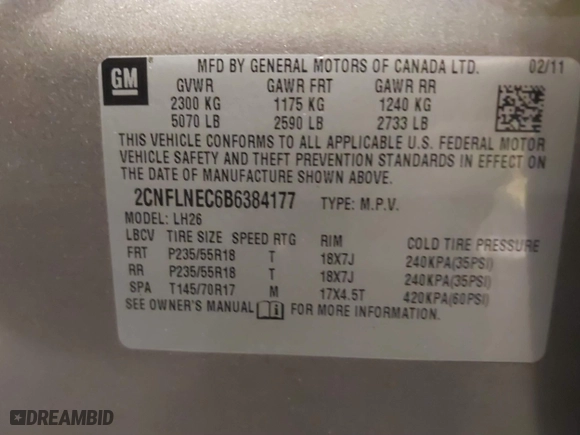 GM ®
MFD BY GENERAL MOTORS OF CANADA LTD. 02/11
GVWR GAWR FRT GAWR RR
2300 KG 1175 KG 1240 KG
5070 LB 2590 LB 2733 LB
THIS VEHICLE CONFORMS TO ALL APPLICABLE U.S. FEDERAL MOTOR
VEHICLE SAFETY AND THEFT PREVENTION STANDARDS IN EFFECT ON
THE DATE OF MANUFACTURE SHOWN ABOVE.
2CNFLNEC6B6384177 TYPE: M.P.V.
MODEL: LH26
LBCV TIRE SIZE SPEED RTG RIM COLD TIRE PRESSURE
FRT P235/55R18 T 18X7J 240KPA(35PSI)
RR P235/55R18 T 18X7J 240KPA(35PSI)
SPA T145/70R17 M 17X4.5T 420KPA(60PSI)
SEE OWNER'S MANUAL i FOR MORE INFORMATION.
DREAMBID